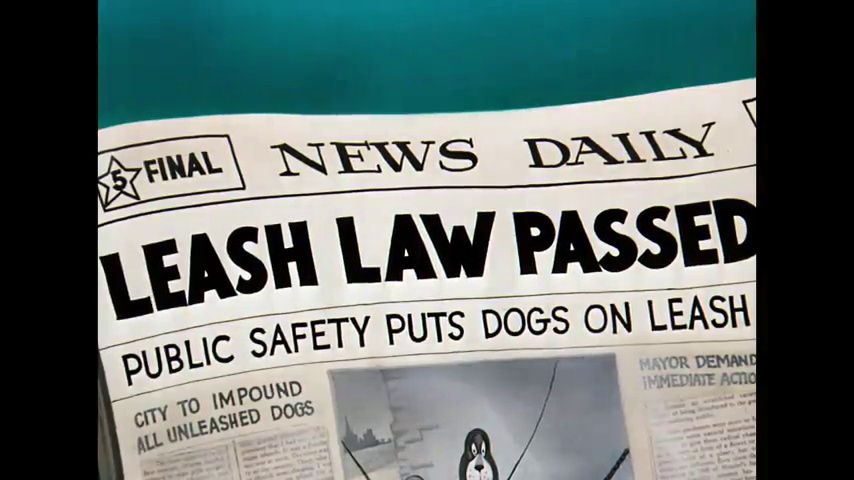 5 FINAL
NEWS DAILY
LEASH LAW PASSED
PUBLIC SAFETY PUTS DOGS ON LEASH
CITY TO IMPOUND
ALL UNLEASHED DOGS
MAYOR DEMAND
IMMEDIATE ACTIO